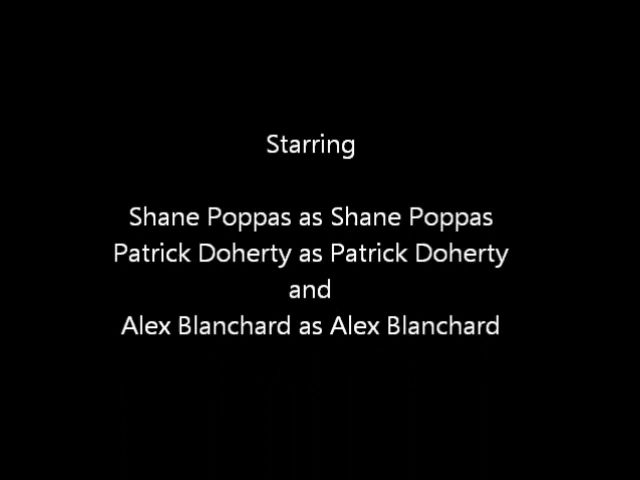 Starring
Shane Poppas as Shane Poppas
Patrick Doherty as Patrick Doherty
and
Alex Blanchard as Alex Blanchard